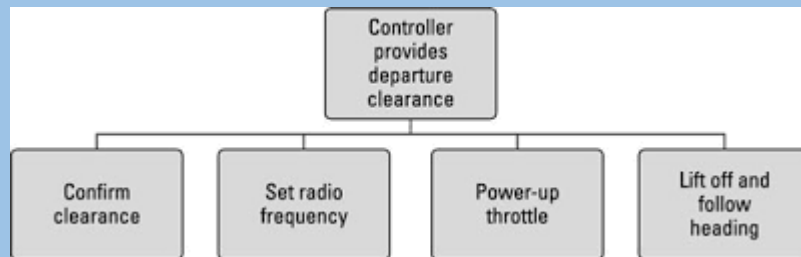 Controller
provides
departure
clearance
Confirm
clearance
Set radio
frequency
Power-up
throttle
Lift off and
follow
heading